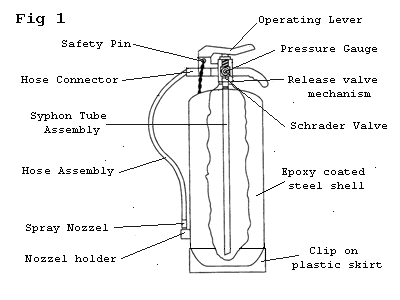 Fig 1
Operating Lever
Safety Pin
Pressure Gauge
Hose Connector
Release valve
mechanism
Syphon Tube
Assembly
Schrader Valve
Hose Assembly
Epoxy coated
steel shell
Spray Nozzel
Clip on
plastic skirt
Nozzel holder